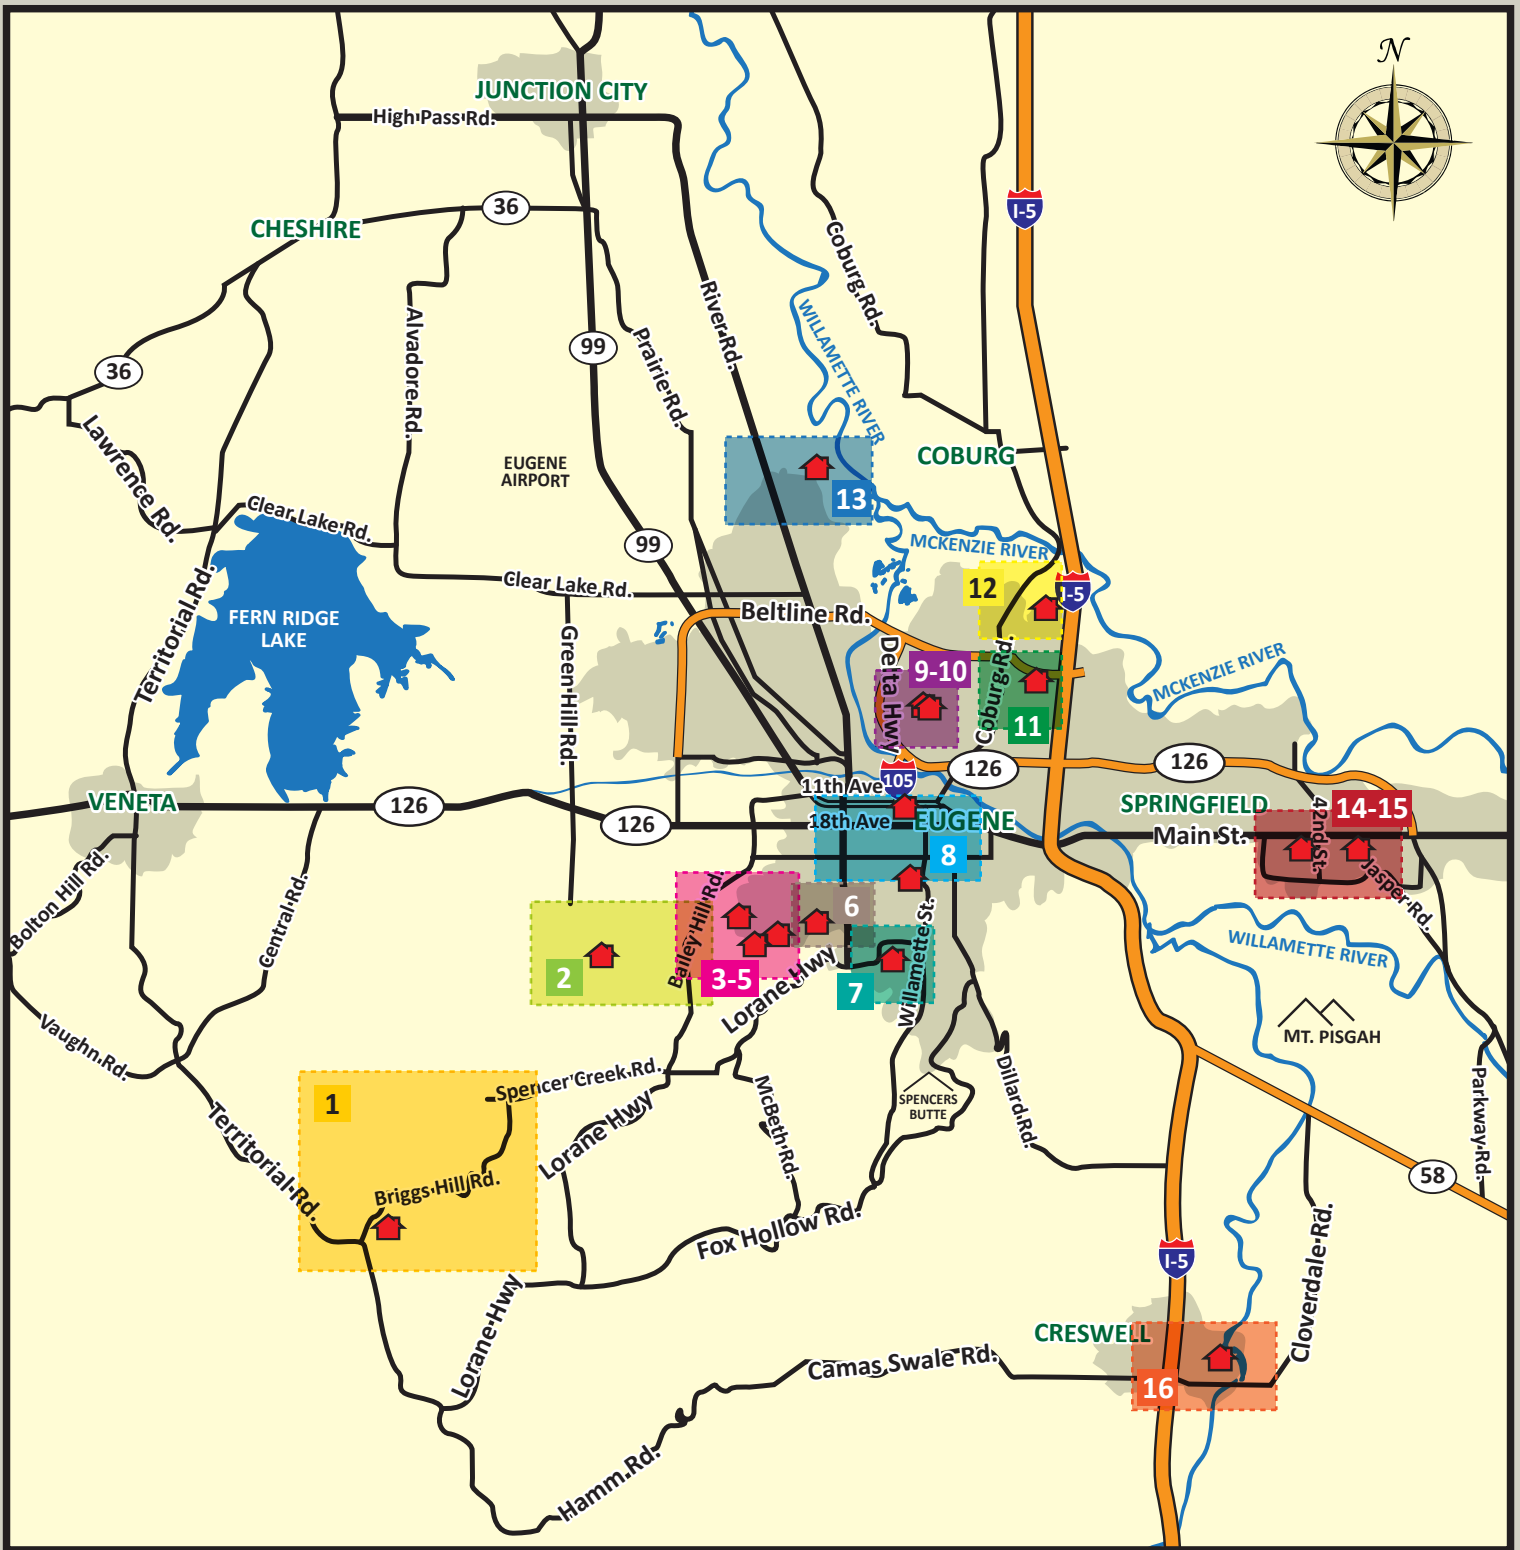 N
JUNCTION CITY
High Pass Rd.
36
CHESHIRE
I-5
Coburg Rd.
River Rd.
WILLAMETTE RIVER
Alvadore Rd.
99
Prairie Rd.
36
Lawrence Rd.
COBURG
EUGENE
AIRPORT
13
Clear Lake Rd.
99
MCKENZIE RIVER
Clear Lake Rd.
12
I-5
Territorial Rd.
FERN RIDGE
LAKE
Beltline Rd.
Green Hill Rd.
Delta Hwy
9-10
Coburg Rd.
MCKENZIE RIVER
11
126
126
105
11th Ave
VENETA
126
126
18th Ave
EUGENE
SPRINGFIELD
14-15
Main St.
42nd St.
8
Jasper Rd.
Bolton Hill Rd.
Central Rd.
Bailey Hill Rd.
6
Willamette St.
WILLAMETTE RIVER
2
3-5
7
Lorane Hwy
Vaughn Rd.
MT. PISGAH
1
Spencer Creek Rd.
McBeth Rd.
SPENCERS
BUTTE
Dillard Rd.
Parkway Rd.
Territorial Rd.
Lorane Hwy
Briggs Hill Rd.
58
Fox Hollow Rd.
I-5
Cloverdale Rd.
Lorane Hwy
CRESWELL
Camas Swale Rd.
16
Hamm Rd.